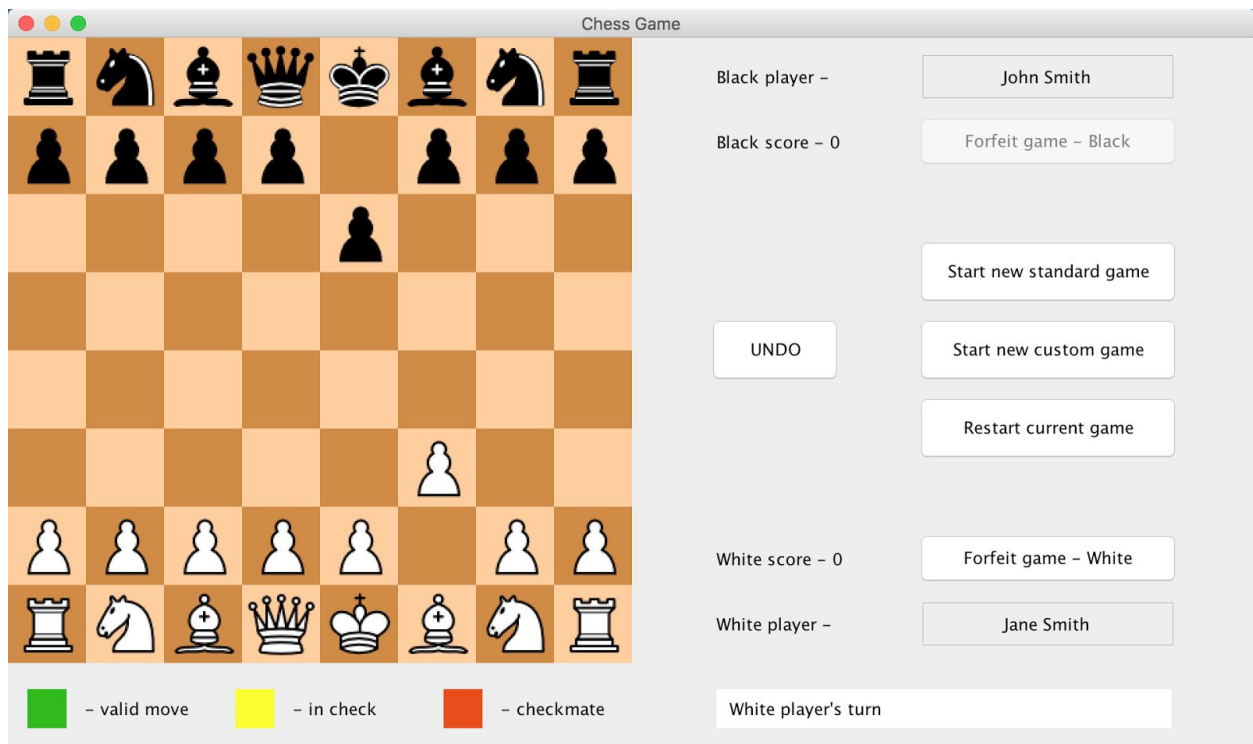 Chess Game
Black player – John Smith
Black score – 0 Forfeit game – Black
Start new standard game
UNDO Start new custom game
Restart current game
White score – 0 Forfeit game – White
White player – Jane Smith
– valid move – in check – checkmate White player's turn